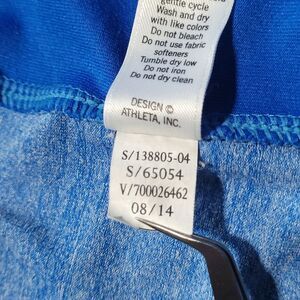 gentle cycle
Wash and dry
with like colors
Do not bleach
Do not use fabric
softeners
Tumble dry low
Do not iron
Do not dry clean
DESIGN ©
ATHLETA, INC.
S/138805-04
S/65054
V/700026462
08/14